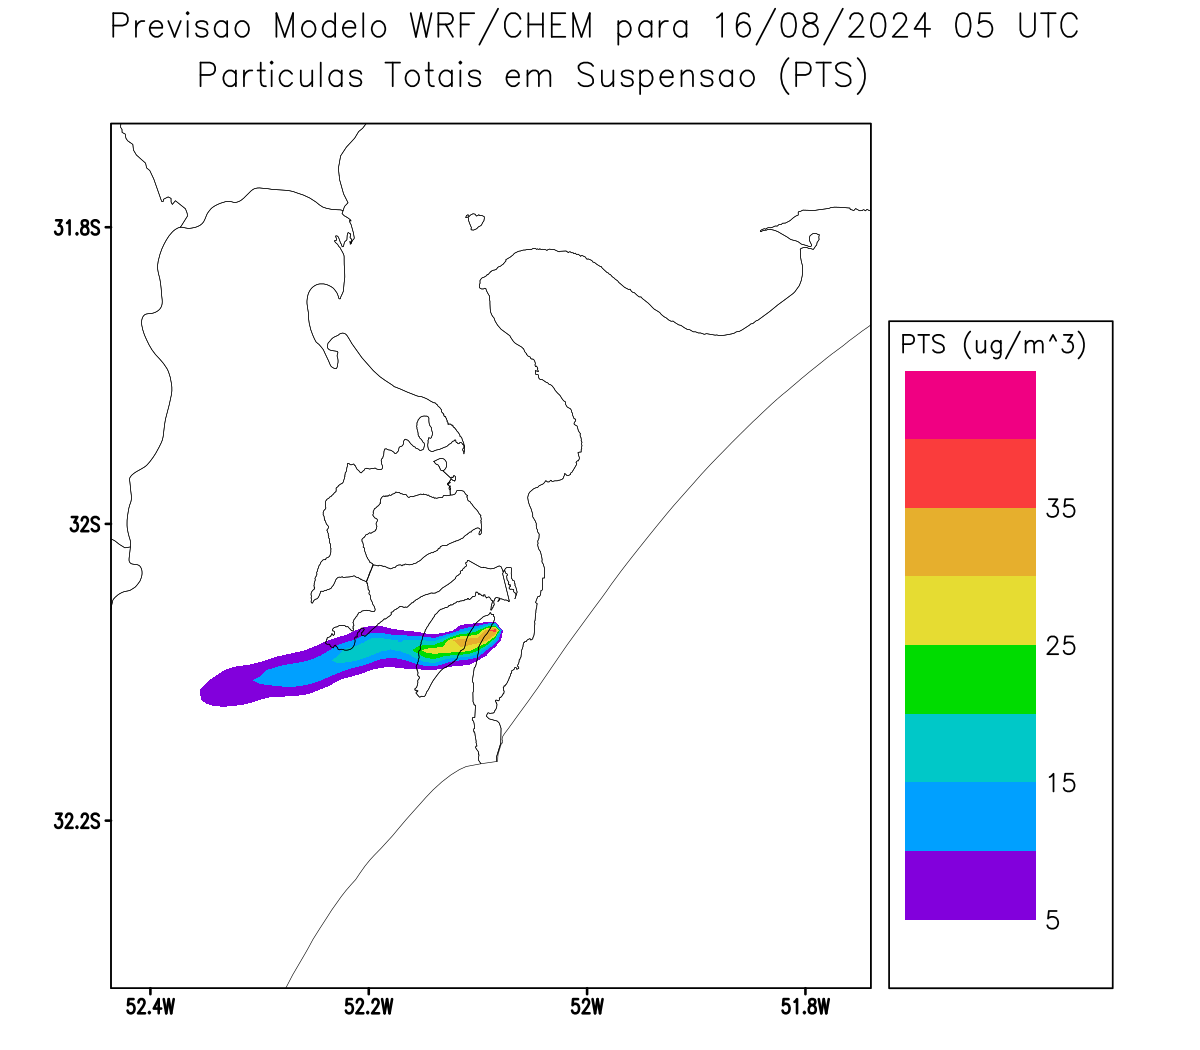 Previsao Modelo WRF/CHEM para 16/08/2024 05 UTC
Particulas Totais em Suspensao (PTS)
31.8S
32S
32.2S
52.4W
52.2W
52W
51.8W
PTS (ug/m^3)
35
25
15
5